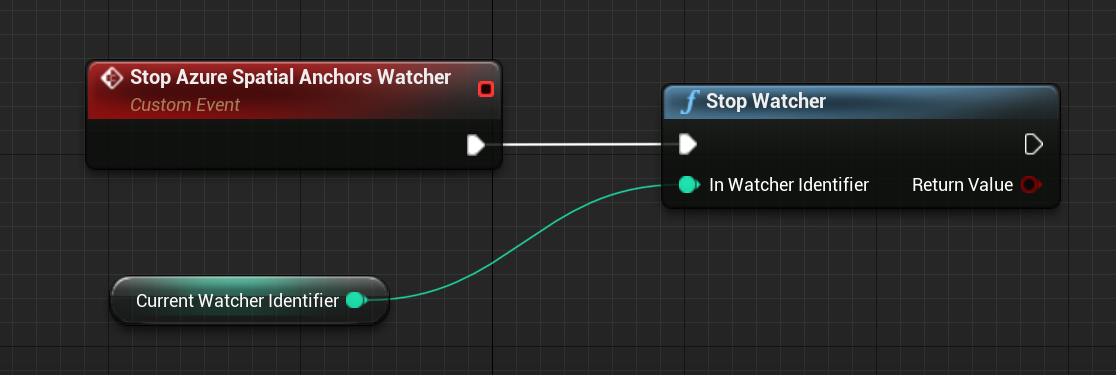 Stop Azure Spatial Anchors Watcher
Custom Event
Stop Watcher
In Watcher Identifier
Return Value
Current Watcher Identifier